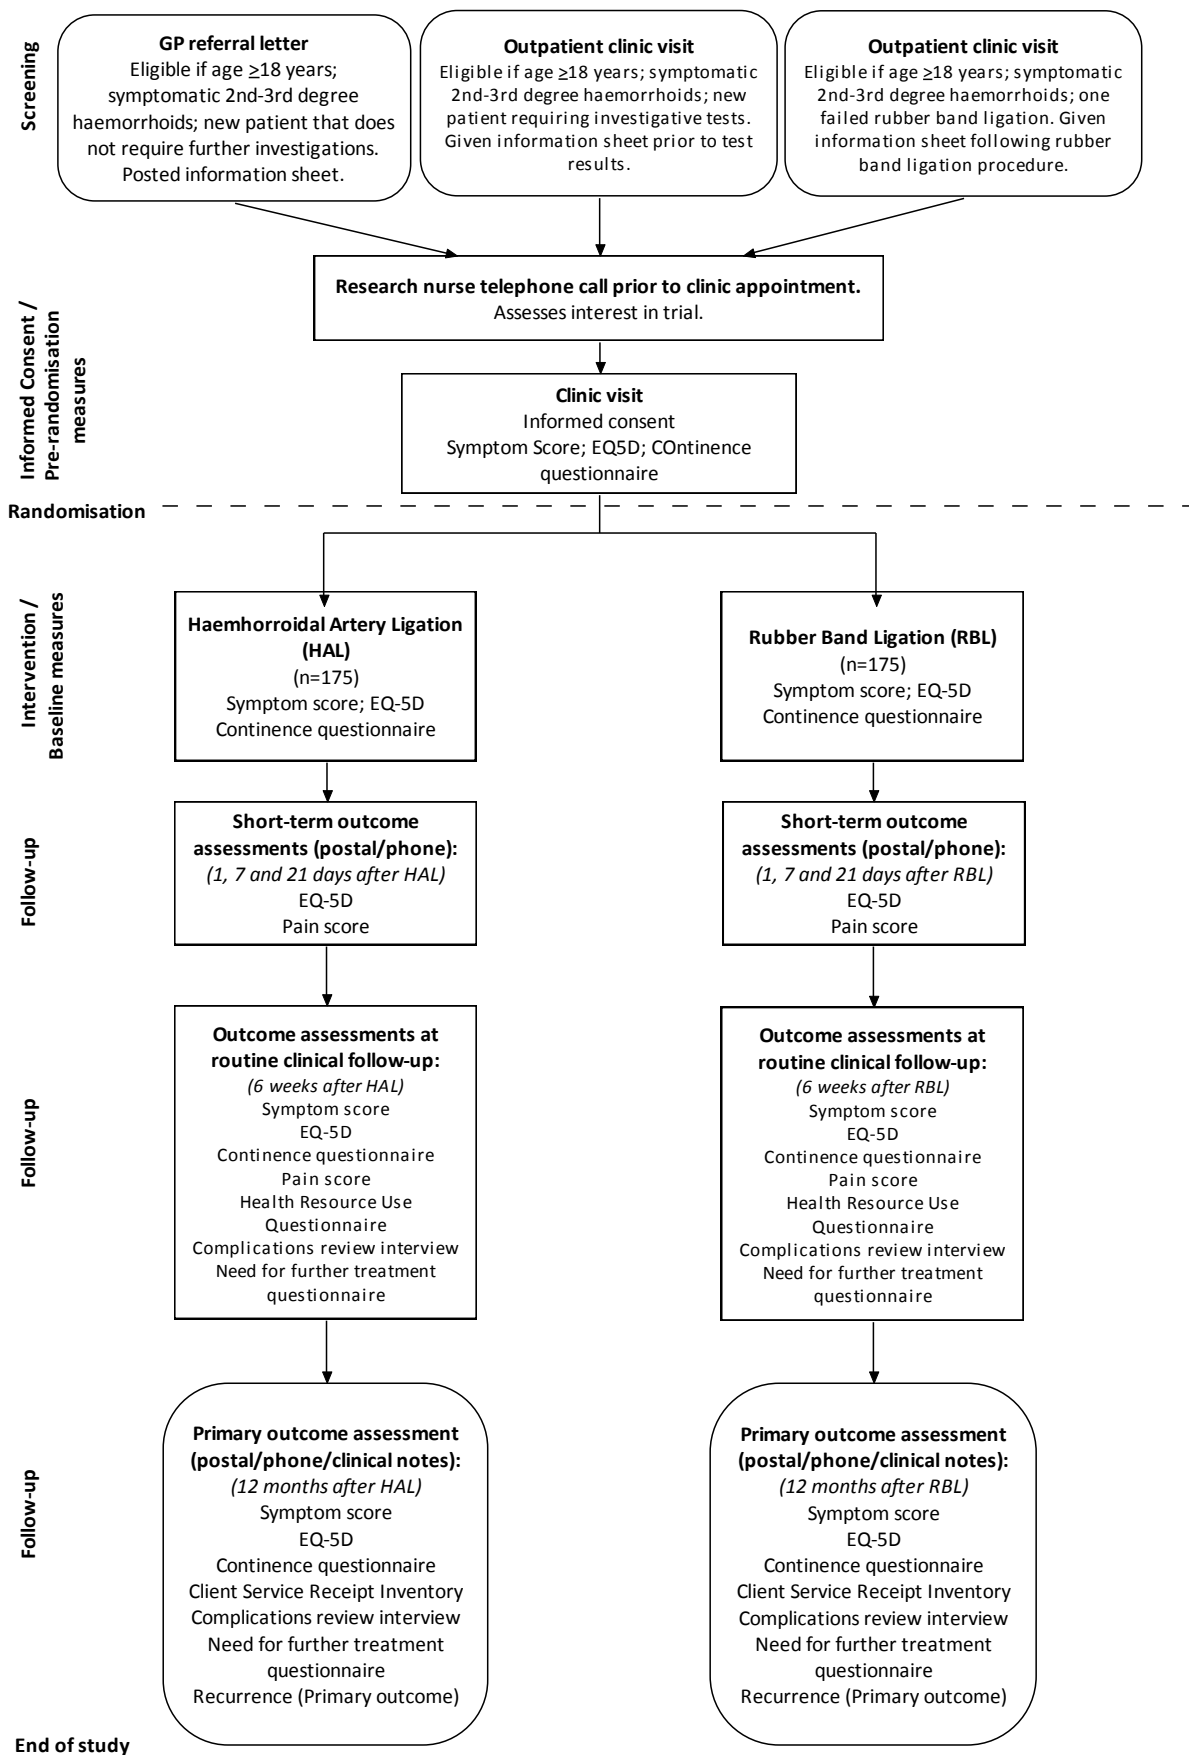 Screening
GP referral letter
Eligible if age ≥18 years;
symptomatic 2nd-3rd degree
haemorrhoids; new patient that does
not require further investigations.
Posted information sheet.
Outpatient clinic visit
Eligible if age ≥18 years; symptomatic
2nd-3rd degree haemorrhoids; new
patient requiring investigative tests.
Given information sheet prior to test
results.
Outpatient clinic visit
Eligible if age ≥18 years; symptomatic
2nd-3rd degree haemorrhoids; one
failed rubber band ligation. Given
information sheet following rubber
band ligation procedure.
Informed Consent /
Pre-randomisation
measures
Research nurse telephone call prior to clinic appointment.
Assesses interest in trial.
Clinic visit
Informed consent
Symptom Score; EQ5D; COntinence
questionnaire
Randomisation
Intervention /
Baseline measures
Haemhorroidal Artery Ligation
(HAL)
(n=175)
Symptom score; EQ-5D
Continence questionnaire
Rubber Band Ligation (RBL)
(n=175)
Symptom score; EQ-5D
Continence questionnaire
Follow-up
Short-term outcome
assessments (postal/phone):
(1, 7 and 21 days after HAL)
EQ-5D
Pain score
Short-term outcome
assessments (postal/phone):
(1, 7 and 21 days after RBL)
EQ-5D
Pain score
Follow-up
Outcome assessments at
routine clinical follow-up:
(6 weeks after HAL)
Symptom score
EQ-5D
Continence questionnaire
Pain score
Health Resource Use
Questionnaire
Complications review interview
Need for further treatment
questionnaire
Outcome assessments at
routine clinical follow-up:
(6 weeks after RBL)
Symptom score
EQ-5D
Continence questionnaire
Pain score
Health Resource Use
Questionnaire
Complications review interview
Need for further treatment
questionnaire
Follow-up
Primary outcome assessment
(postal/phone/clinical notes):
(12 months after HAL)
Symptom score
EQ-5D
Continence questionnaire
Client Service Receipt Inventory
Complications review interview
Need for further treatment
questionnaire
Recurrence (Primary outcome)
Primary outcome assessment
(postal/phone/clinical notes):
(12 months after RBL)
Symptom score
EQ-5D
Continence questionnaire
Client Service Receipt Inventory
Complications review interview
Need for further treatment
questionnaire
Recurrence (Primary outcome)
End of study